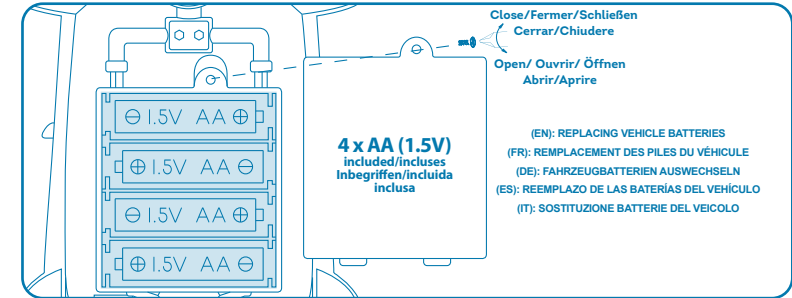 Close/Fermer/Schließen
Cerrar/Chiudere
Open/ Ouvrir/ Öffnen
Abrir/Aprire
⊖ 1.5V AA ⊕
⊕ 1.5V AA ⊖
⊖ 1.5V AA ⊕
⊕ 1.5V AA ⊖
4 x AA (1.5V)
included/incluses
Inbegriffen/incluida
inclusa
(EN): REPLACING VEHICLE BATTERIES
(FR): REMPLACEMENT DES PILES DU VÉHICULE
(DE): FAHRZEUGBATTERIEN AUSWECHSELN
(ES): REEMPLAZO DE LAS BATERÍAS DEL VEHÍCULO
(IT): SOSTITUZIONE BATTERIE DEL VEICOLO